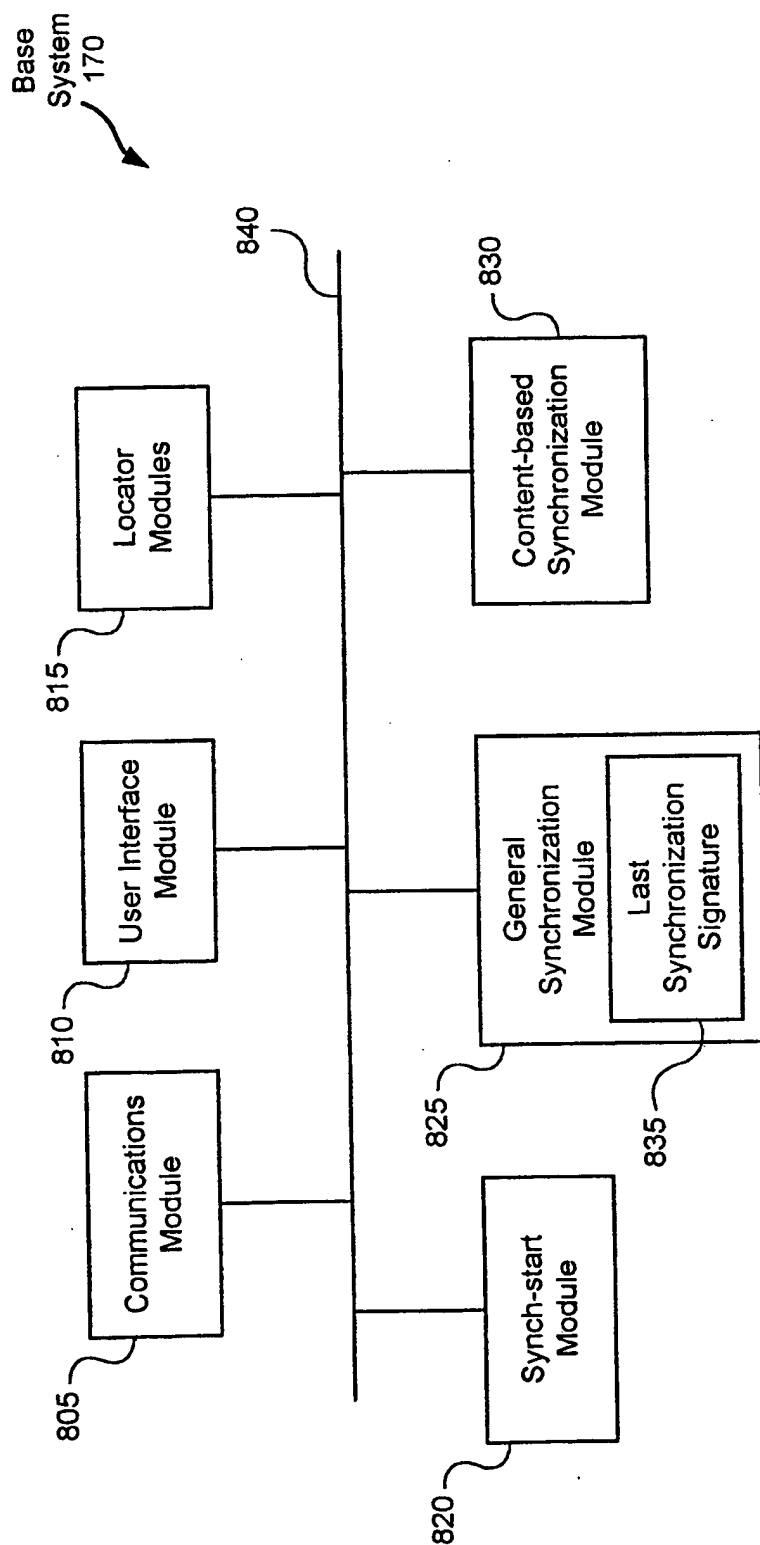 Base
System
170
805
Communications
Module
810
User Interface
Module
815
Locator
Modules
840
820
Synch-start
Module
825
General
Synchronization
Module
835
Last
Synchronization
Signature
830
Content-based
Synchronization
Module